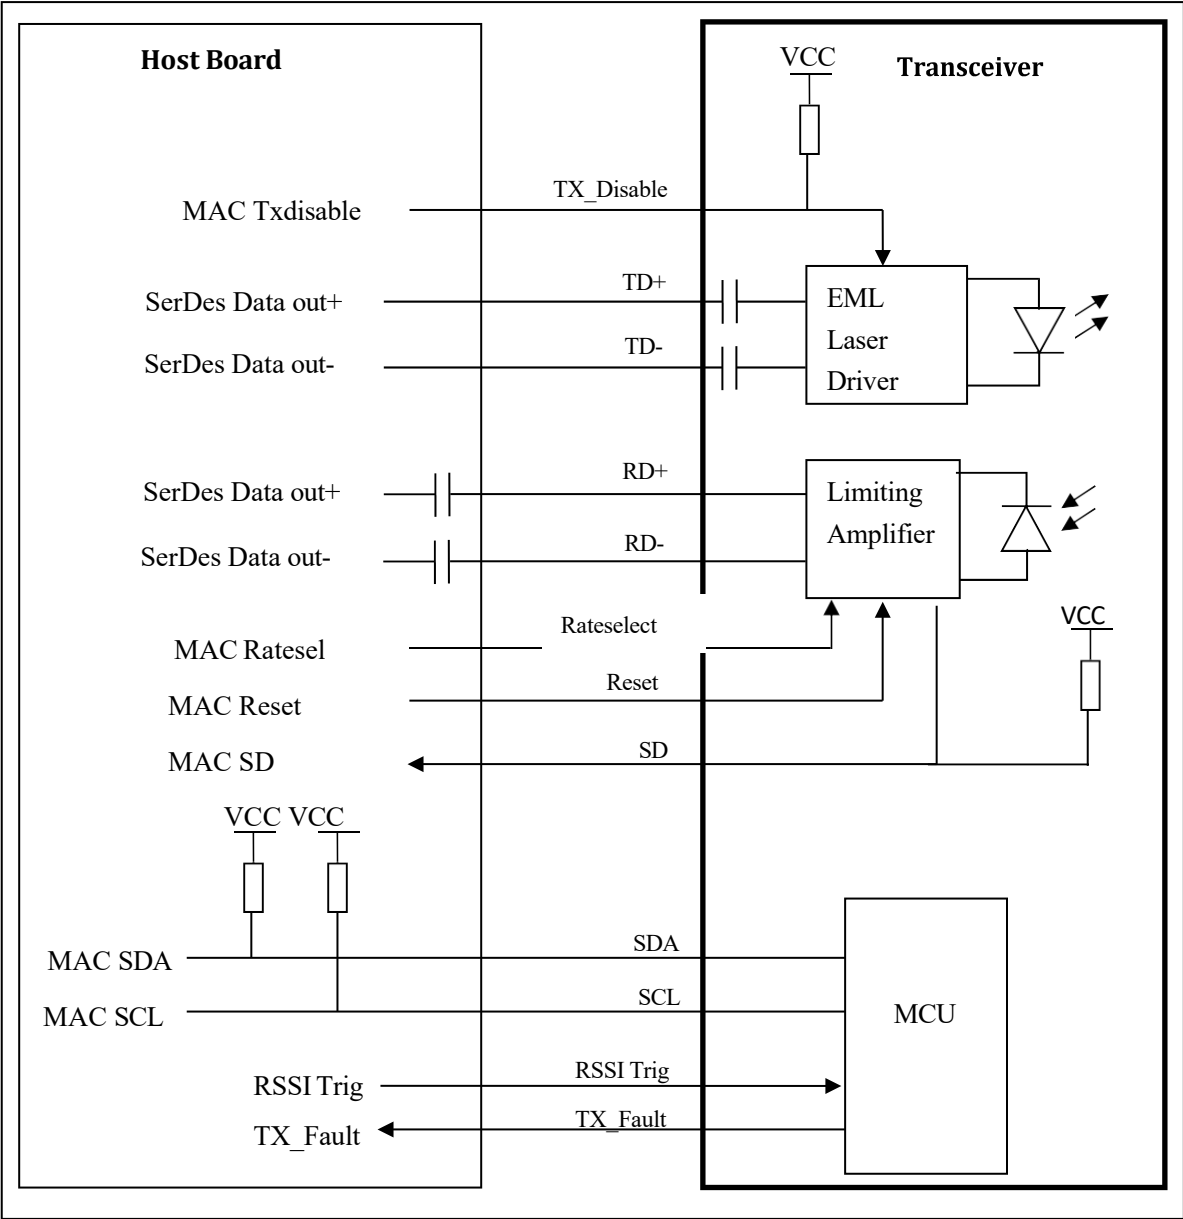 Host Board
Transceiver
VCC
MAC Txdisable
TX_Disable
SerDes Data out+
TD+
EML
Laser
Driver
SerDes Data out-
TD-
SerDes Data out+
RD+
Limiting
Amplifier
SerDes Data out-
RD-
MAC Ratesel
Rateselect
VCC
MAC Reset
Reset
MAC SD
SD
VCC VCC
MAC SDA
SDA
MAC SCL
SCL
MCU
RSSI Trig
RSSI Trig
TX_Fault
TX_Fault